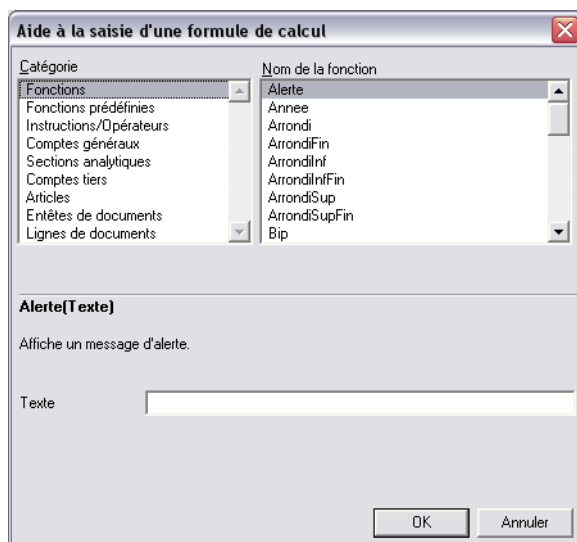 Aide à la saisie d'une formule de calcul
Catégorie
Fonctions
Fonctions prédéfinies
Instructions/Opérateurs
Comptes généraux
Sections analytiques
Comptes tiers
Articles
Entêtes de documents
Lignes de documents
Nom de la fonction
Alerte
Annee
Arrondi
ArrondiFin
ArrondiInf
ArrondiInfFin
ArrondiSup
ArrondiSupFin
Bip
Alerte(Texte)
Affiche un message d'alerte.
Texte
OK
Annuler